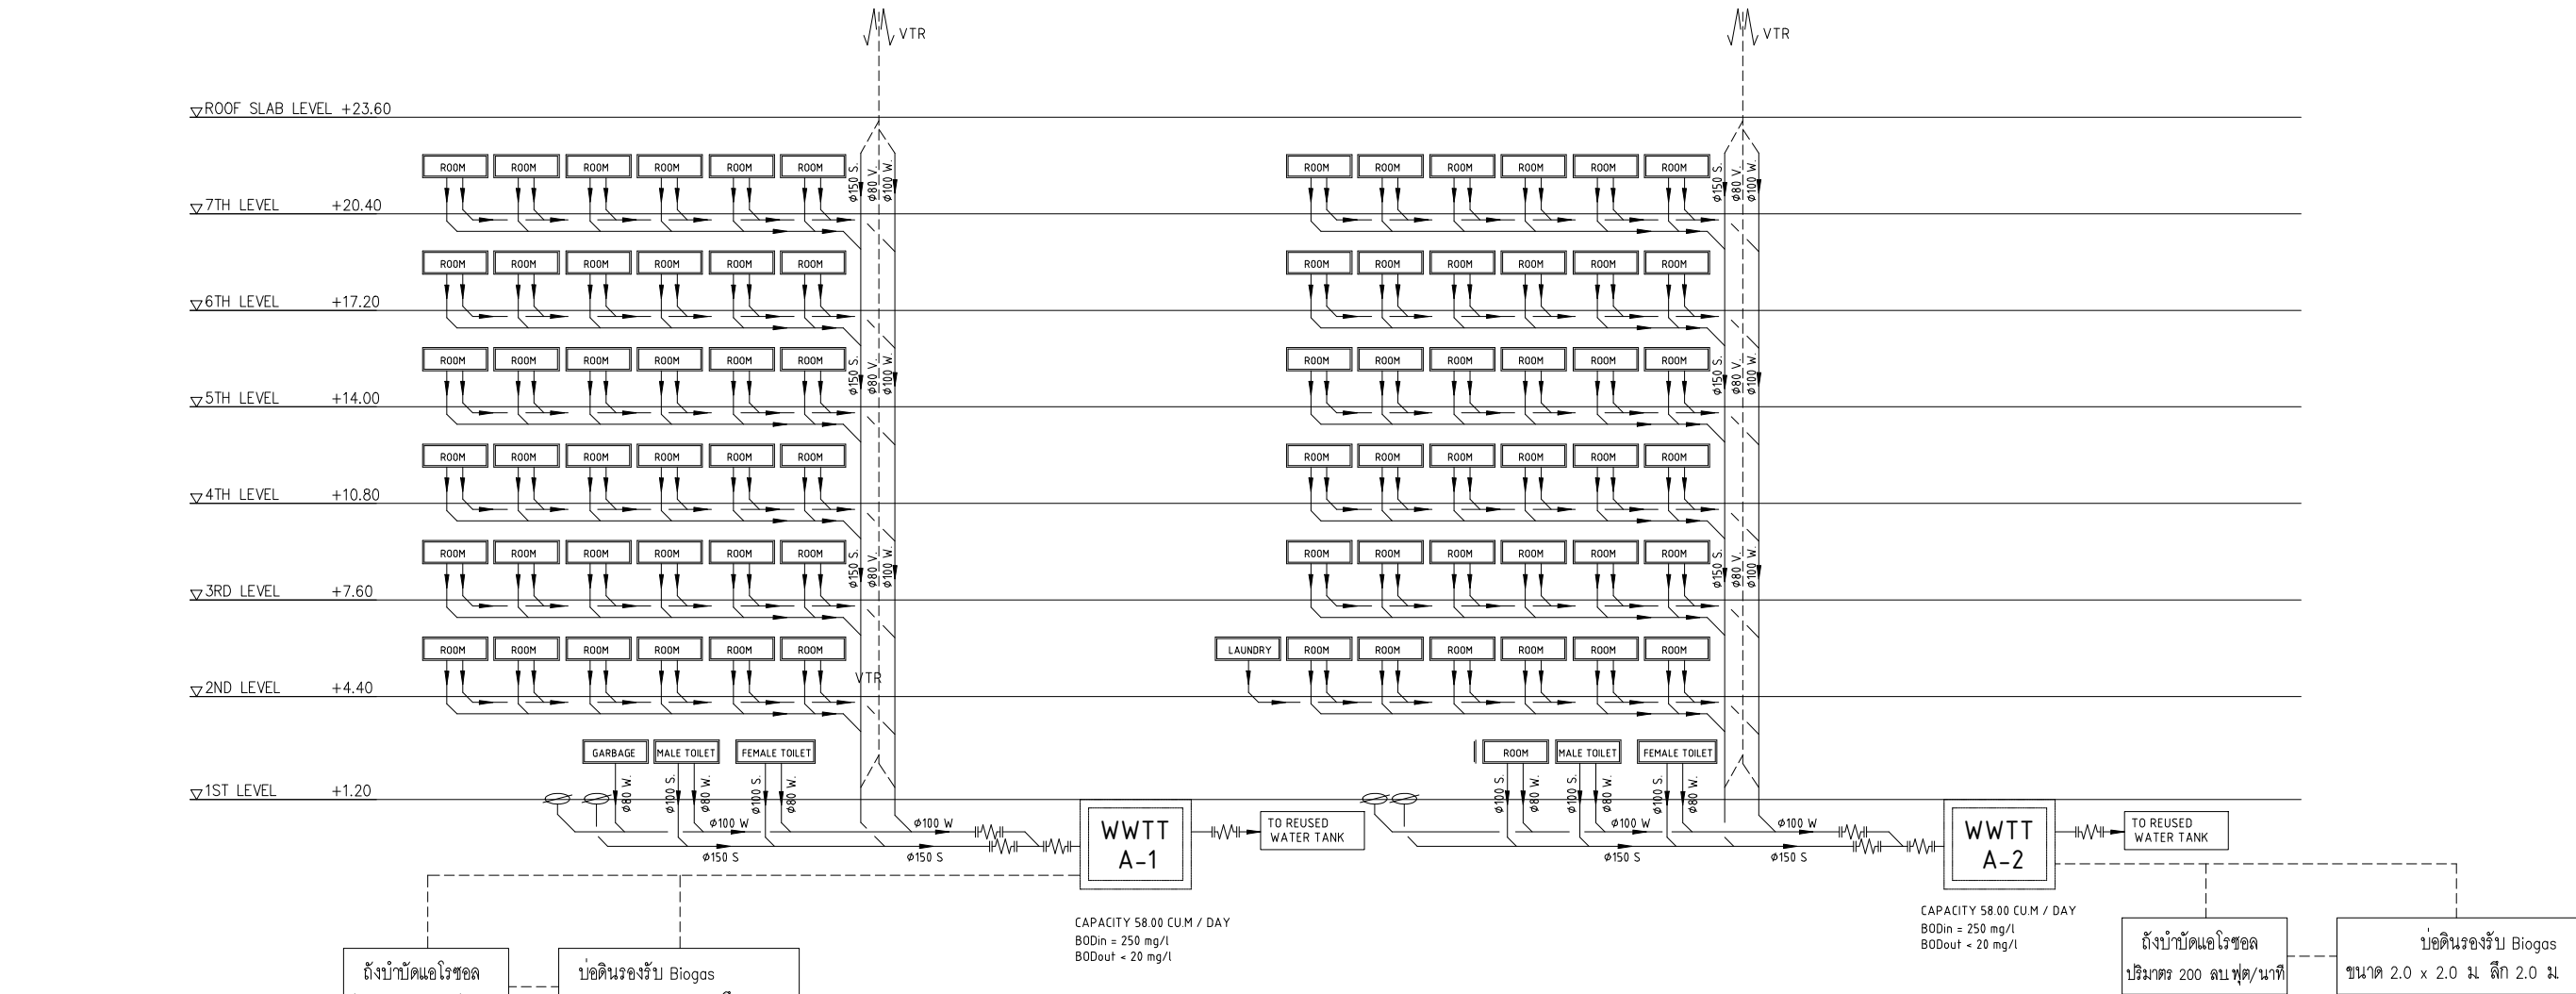 VTR VTR
ROOF SLAB LEVEL +23.60
ROOM ROOM ROOM ROOM ROOM ROOM ø150 S. ø80 V. ø100 W. ROOM ROOM ROOM ROOM ROOM ROOM ø150 S. ø80 V. ø100 W.
7TH LEVEL +20.40
ROOM ROOM ROOM ROOM ROOM ROOM ROOM ROOM ROOM ROOM ROOM ROOM
6TH LEVEL +17.20
ROOM ROOM ROOM ROOM ROOM ROOM ø150 S. ø80 V. ø100 W. ROOM ROOM ROOM ROOM ROOM ROOM ø150 S. ø80 V. ø100 W.
5TH LEVEL +14.00
ROOM ROOM ROOM ROOM ROOM ROOM ROOM ROOM ROOM ROOM ROOM ROOM
4TH LEVEL +10.80
ROOM ROOM ROOM ROOM ROOM ROOM ø150 S. ø80 V. ø100 W. ROOM ROOM ROOM ROOM ROOM ROOM ø150 S. ø80 V. ø100 W.
3RD LEVEL +7.60
ROOM ROOM ROOM ROOM ROOM ROOM LAUNDRY ROOM ROOM ROOM ROOM ROOM ROOM
VTR
2ND LEVEL +4.40
GARBAGE MALE TOILET FEMALE TOILET ROOM MALE TOILET FEMALE TOILET
ø80 W. ø100 S. ø80 W. ø100 S. ø80 W. ø100 S. ø80 W. ø100 S. ø80 W. ø100 S. ø80 W.
1ST LEVEL +1.20
ø100 W ø100 W ø100 W ø100 W
ø150 S ø150 S ø150 S ø150 S
WWTT
A-1
TO REUSED
WATER TANK
WWTT
A-2
TO REUSED
WATER TANK
CAPACITY 58.00 CU.M / DAY
BODin = 250 mg/l
BODout < 20 mg/l
CAPACITY 58.00 CU.M / DAY
BODin = 250 mg/l
BODout < 20 mg/l
ถังบำบัดแอโรซอล
บ่อดินรองรับ Biogas
ถังบำบัดแอโรซอล
ปริมาตร 200 ลบ.ฟุต/นาที
บ่อดินรองรับ Biogas
ขนาด 2.0 x 2.0 ม. ลึก 2.0 ม.